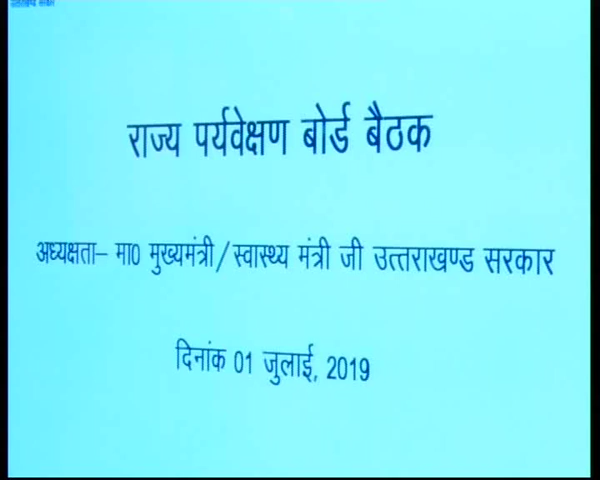 राज्य पर्यवेक्षण बोर्ड बैठक
अध्यक्षता– मा0 मुख्यमंत्री/स्वास्थ्य मंत्री जी उत्तराखण्ड सरकार
दिनांक 01 जुलाई, 2019